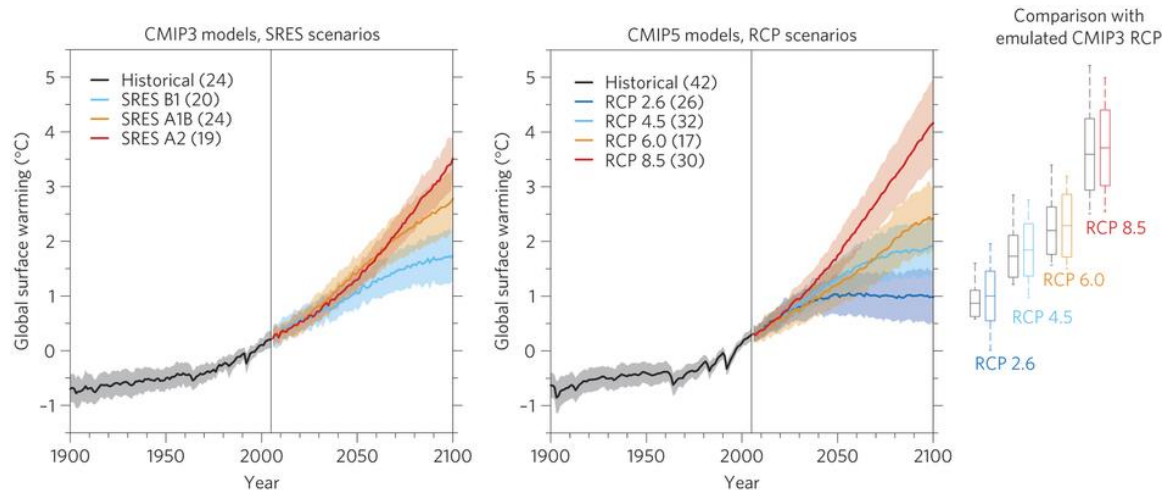 CMIP3 models, SRES scenarios
Global surface warming (°C)
5
4
3
2
1
0
−1
Historical (24)
SRES B1 (20)
SRES A1B (24)
SRES A2 (19)
1900
1950
2000
2050
2100
Year
CMIP5 models, RCP scenarios
Global surface warming (°C)
5
4
3
2
1
0
−1
Historical (42)
RCP 2.6 (26)
RCP 4.5 (32)
RCP 6.0 (17)
RCP 8.5 (30)
1900
1950
2000
2050
2100
Year
Comparison with
emulated CMIP3 RCP
RCP 8.5
RCP 6.0
RCP 4.5
RCP 2.6